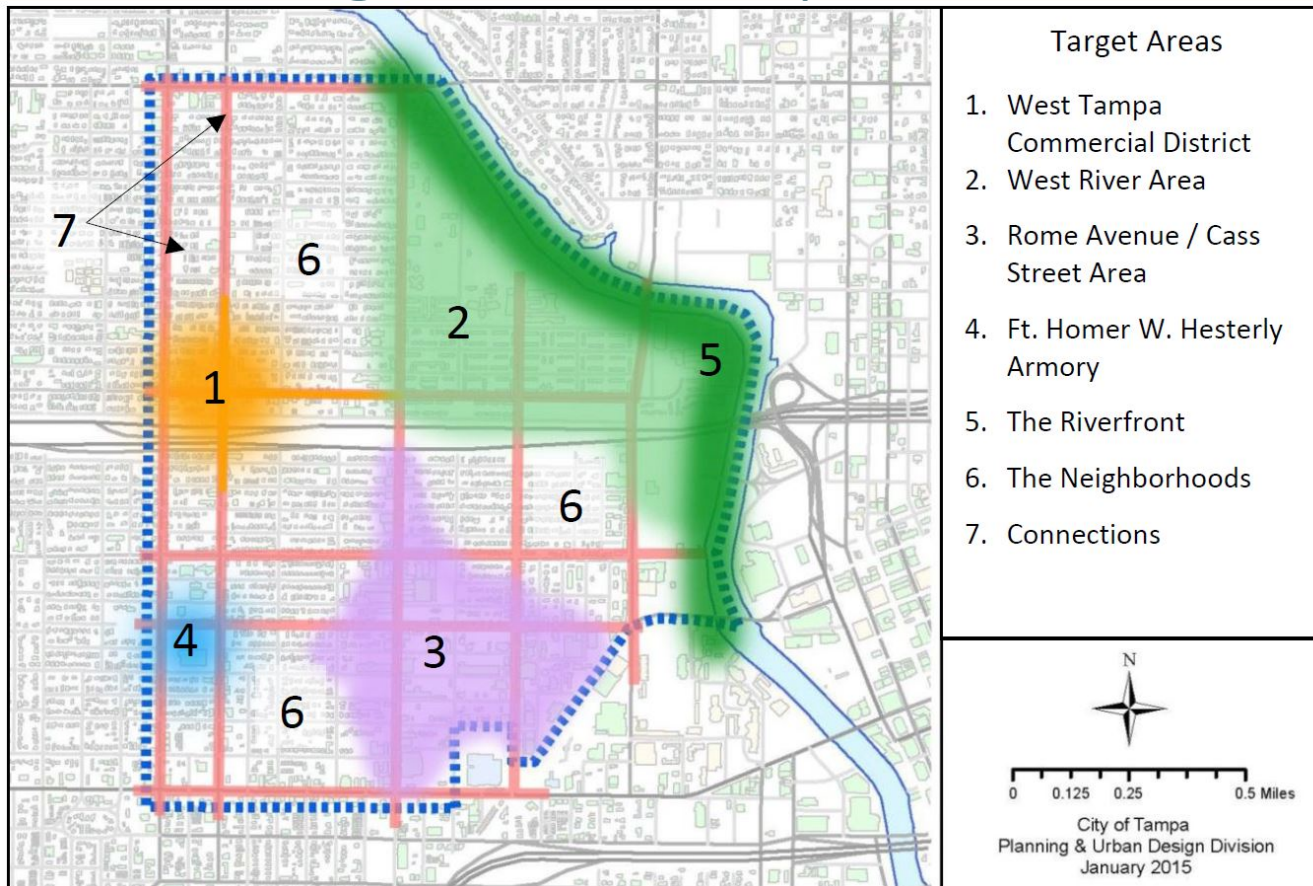 7
6
2
5
1
6
4
3
6
Target Areas
1. West Tampa
Commercial District
2. West River Area
3. Rome Avenue / Cass
Street Area
4. Ft. Homer W. Hesterly
Armory
5. The Riverfront
6. The Neighborhoods
7. Connections
N
0 0.125 0.25 0.5 Miles
City of Tampa
Planning & Urban Design Division
January 2015